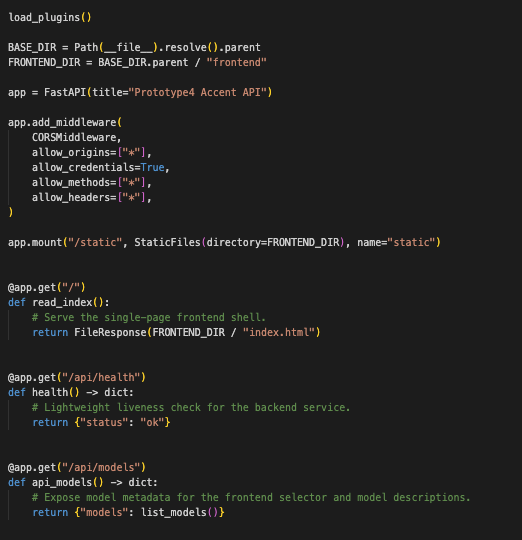 load_plugins()
BASE_DIR = Path(__file__).resolve().parent
FRONTEND_DIR = BASE_DIR.parent / "frontend"
app = FastAPI(title="Prototype4 Accent API")
app.add_middleware(
    CORSMiddleware,
    allow_origins=["*"],
    allow_credentials=True,
    allow_methods=["*"],
    allow_headers=["*"],
)
app.mount("/static", StaticFiles(directory=FRONTEND_DIR), name="static")
@app.get("/")
def read_index():
    # Serve the single-page frontend shell.
    return FileResponse(FRONTEND_DIR / "index.html")
@app.get("/api/health")
def health() -> dict:
    # Lightweight liveness check for the backend service.
    return {"status": "ok"}
@app.get("/api/models")
def api_models() -> dict:
    # Expose model metadata for the frontend selector and model descriptions.
    return {"models": list_models()}